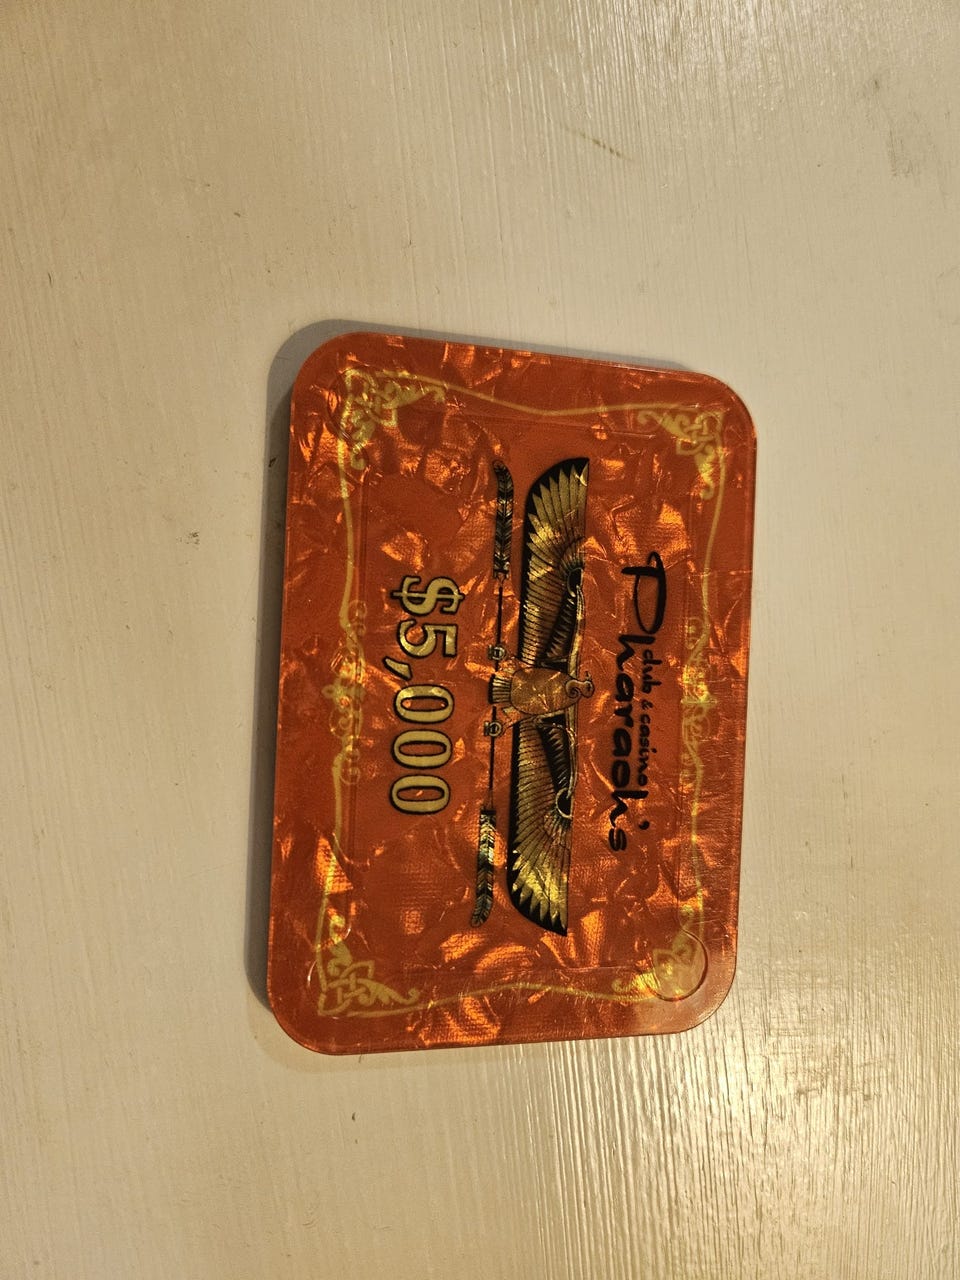 Pharaoh's
club & casino
$5,000